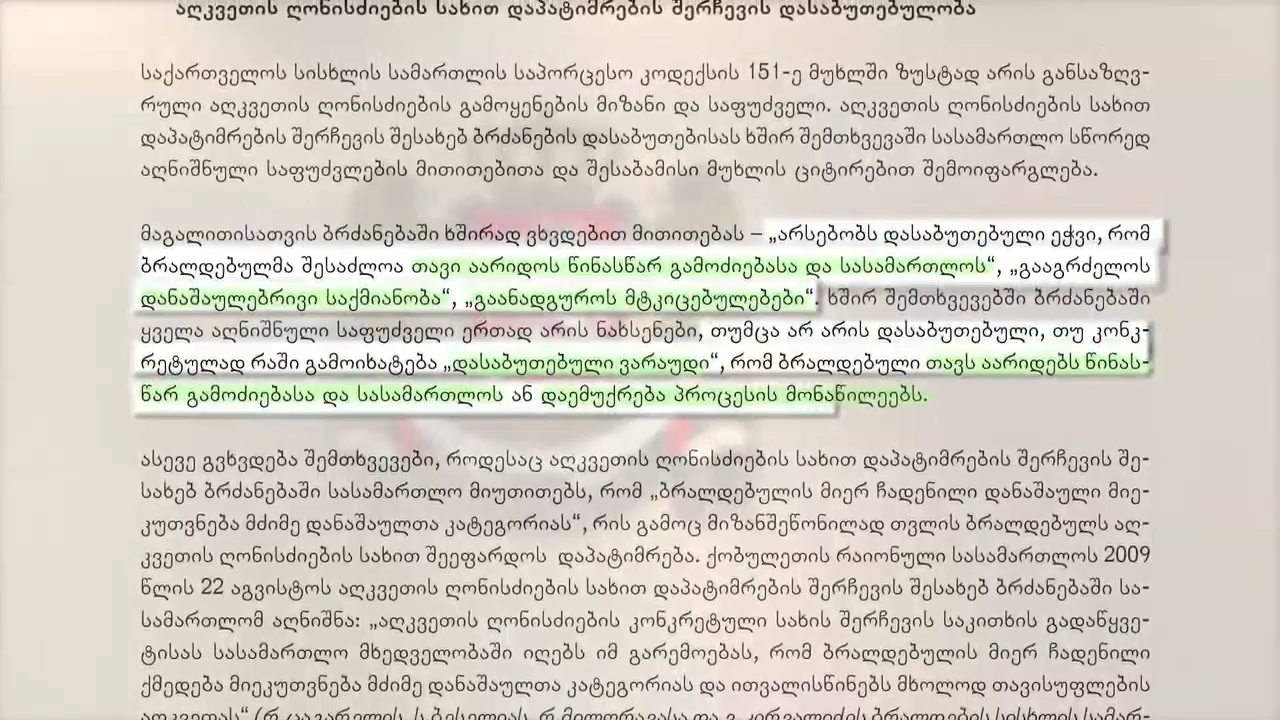 აღკვეთის ღონისძიების სახით დაპატიმრების შერჩევის დასაბუთებულობა
საქართველოს სისხლის სამართლის საპორცესო კოდექსის 151-ე მუხლში ზუსტად არის განსაზღვ-
რული აღკვეთის ღონისძიების გამოყენების მიზანი და საფუძველი. აღკვეთის ღონისძიების სახით
დაპატიმრების შერჩევის შესახებ ბრძანების დასაბუთებისას ხშირ შემთხვევაში სასამართლო სწორედ
აღნიშნული საფუძვლების მითითებითა და შესაბამისი მუხლის ციტირებით შემოიფარგლება.
მაგალითისათვის ბრძანებაში ხშირად ვხვდებით მითითებას – „არსებობს დასაბუთებული ეჭვი, რომ
ბრალდებულმა შესაძლოა თავი აარიდოს წინასწარ გამოძიებასა და სასამართლოს“, „გააგრძელოს
დანაშაულებრივი საქმიანობა“, „გაანადგუროს მტკიცებულებები“. ხშირ შემთხვევებში ბრძანებაში
ყველა აღნიშნული საფუძველი ერთად არის ნახსენები, თუმცა არ არის დასაბუთებული, თუ კონკ-
რეტულად რაში გამოიხატება „დასაბუთებული ვარაუდი“, რომ ბრალდებული თავს აარიდებს წინას-
წარ გამოძიებასა და სასამართლოს ან დაემუქრება პროცესის მონაწილეებს.
ასევე გვხვდება შემთხვევები, როდესაც აღკვეთის ღონისძიების სახით დაპატიმრების შერჩევის შე-
სახებ ბრძანებაში სასამართლო მიუთითებს, რომ „ბრალდებულის მიერ ჩადენილი დანაშაული მიე-
კუთვნება მძიმე დანაშაულთა კატეგორიას“, რის გამოც მიზანშეწონილად თვლის ბრალდებულს აღ-
კვეთის ღონისძიების სახით შეეფარდოს დაპატიმრება. ქობულეთის რაიონული სასამართლოს 2009
წლის 22 აგვისტოს აღკვეთის ღონისძიების სახით დაპატიმრების შერჩევის შესახებ ბრძანებაში სა-
სამართლომ აღნიშნა: „აღკვეთის ღონისძიების კონკრეტული სახის შერჩევის საკითხის გადაწყვე-
ტისას სასამართლო მხედველობაში იღებს იმ გარემოებას, რომ ბრალდებულის მიერ ჩადენილი
ქმედება მიეკუთვნება მძიმე დანაშაულთა კატეგორიას და ითვალისწინებს მხოლოდ თავისუფლების
აღკვეთას“